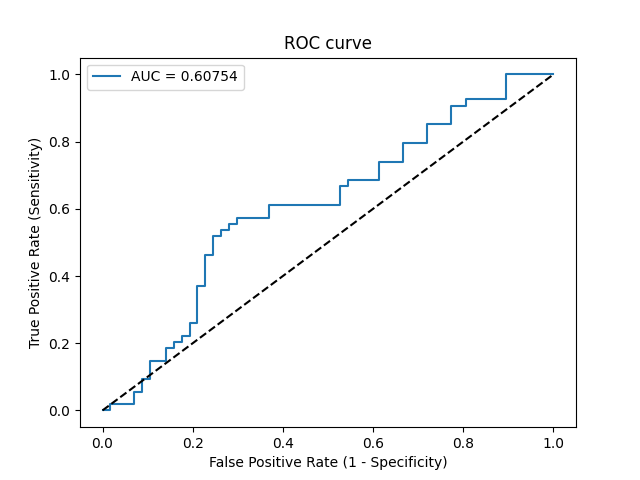 ROC curve
AUC = 0.60754
True Positive Rate (Sensitivity)
1.0
0.8
0.6
0.4
0.2
0.0
0.0 0.2 0.4 0.6 0.8 1.0
False Positive Rate (1 - Specificity)